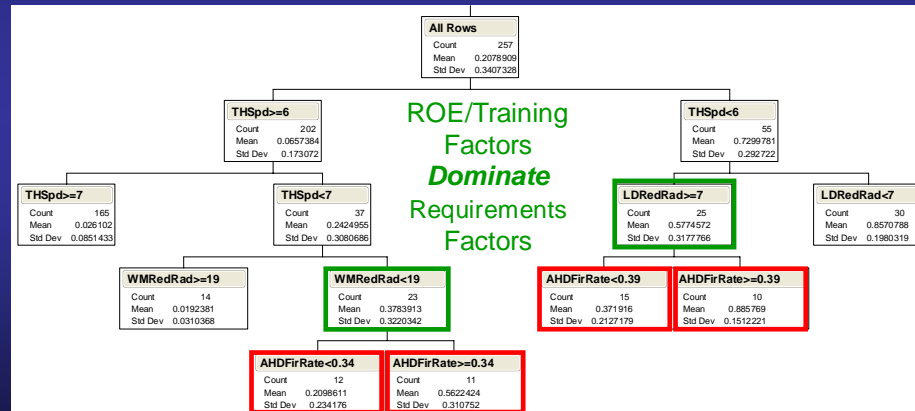 All Rows
Count 257
Mean 0.2078909
Std Dev 0.3407328
THSpd>=6
Count 202
Mean 0.0657384
Std Dev 0.173072
ROE/Training
Factors
Dominate
Requirements
Factors
THSpd<6
Count 55
Mean 0.7299781
Std Dev 0.292722
THSpd>=7
Count 165
Mean 0.026102
Std Dev 0.0851433
THSpd<7
Count 37
Mean 0.2424955
Std Dev 0.3080686
LDRedRad>=7
Count 25
Mean 0.5774572
Std Dev 0.3177766
LDRedRad<7
Count 30
Mean 0.8570788
Std Dev 0.1980319
WMRedRad>=19
Count 14
Mean 0.0192381
Std Dev 0.0310368
WMRedRad<19
Count 23
Mean 0.3783913
Std Dev 0.3220342
AHDFirRate<0.39
Count 15
Mean 0.371916
Std Dev 0.2127179
AHDFirRate>=0.39
Count 10
Mean 0.885769
Std Dev 0.1512221
AHDFirRate<0.34
Count 12
Mean 0.2098611
Std Dev 0.234176
AHDFirRate>=0.34
Count 11
Mean 0.5622424
Std Dev 0.310752